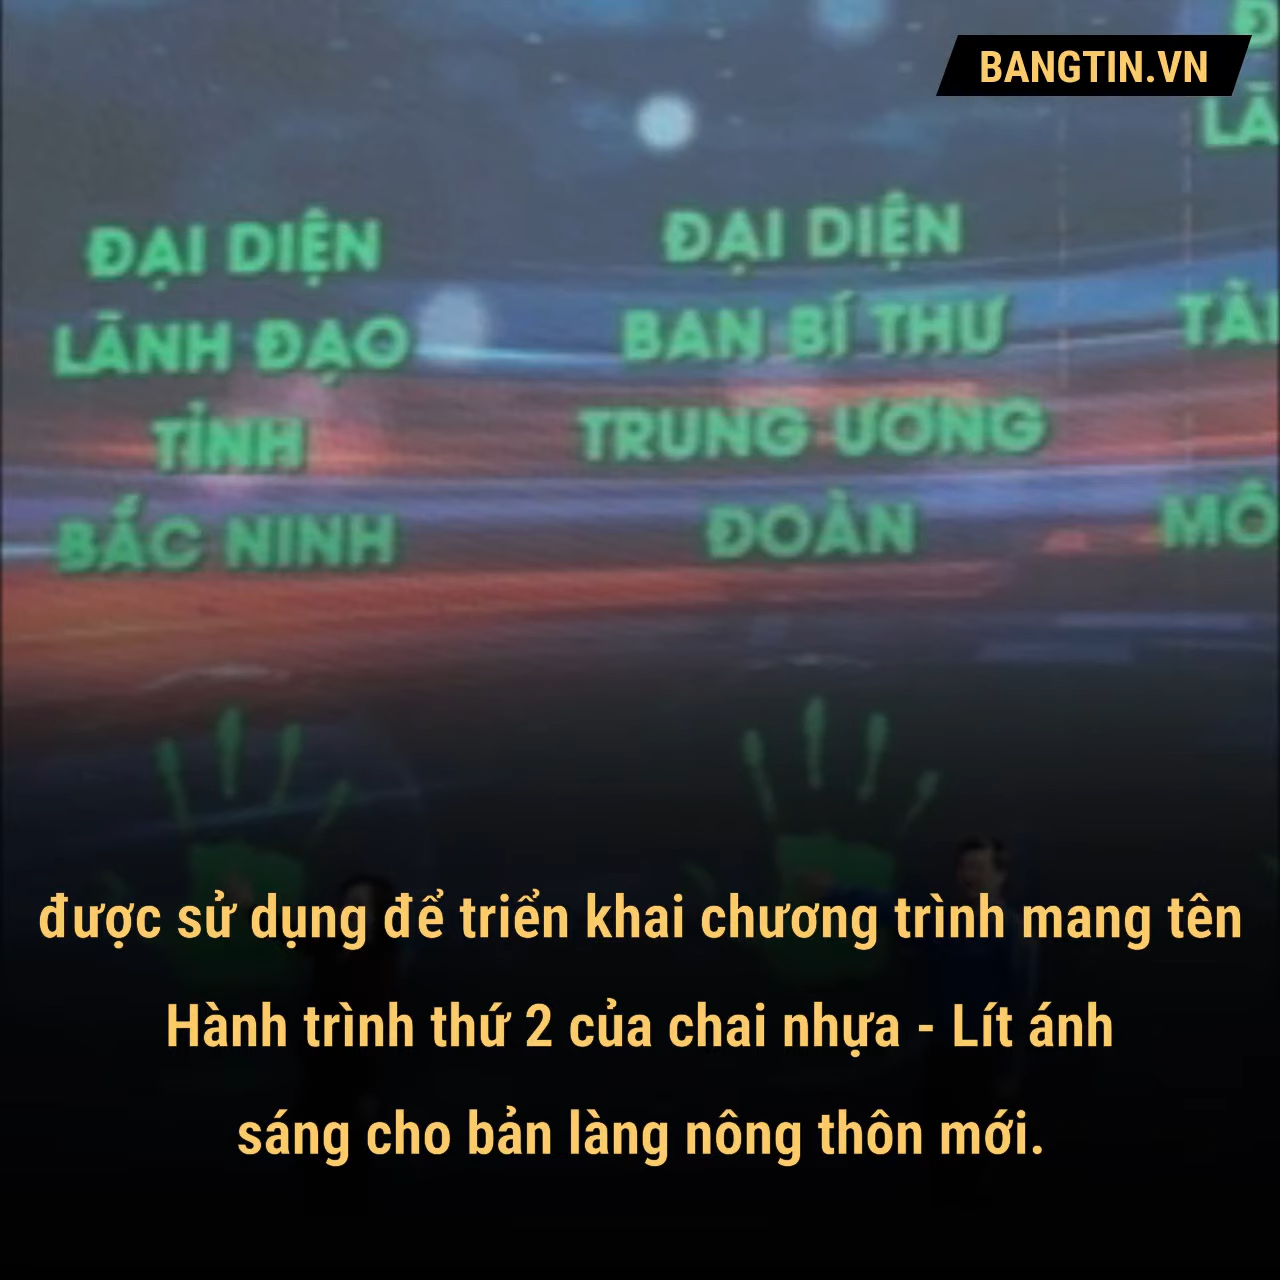 BANGTIN.VN
ĐẠI DIỆN
LÃNH ĐẠO
TỈNH
BẮC NINH
ĐẠI DIỆN
BAN BÍ THƯ
TRUNG ƯƠNG
ĐOÀN
LÃ
MÔ
được sử dụng để triển khai chương trình mang tên
Hành trình thứ 2 của chai nhựa - Lít ánh
sáng cho bản làng nông thôn mới.